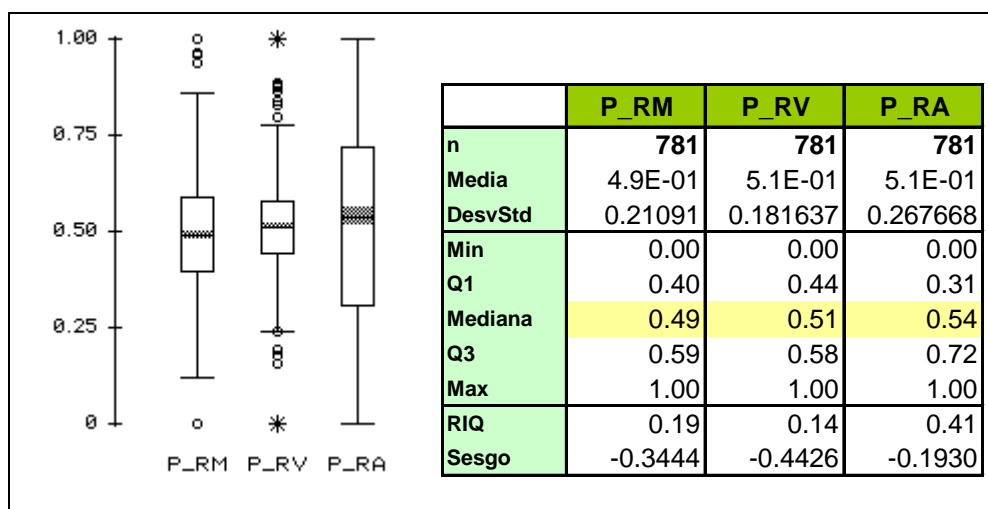 1.00
0.75
0.50
0.25
0
P_RM P_RV P_RA
P_RM P_RV P_RA
n 781 781 781
Media 4.9E-01 5.1E-01 5.1E-01
DesvStd 0.21091 0.181637 0.267668
Min 0.00 0.00 0.00
Q1 0.40 0.44 0.31
Mediana 0.49 0.51 0.54
Q3 0.59 0.58 0.72
Max 1.00 1.00 1.00
RIQ 0.19 0.14 0.41
Sesgo -0.3444 -0.4426 -0.1930